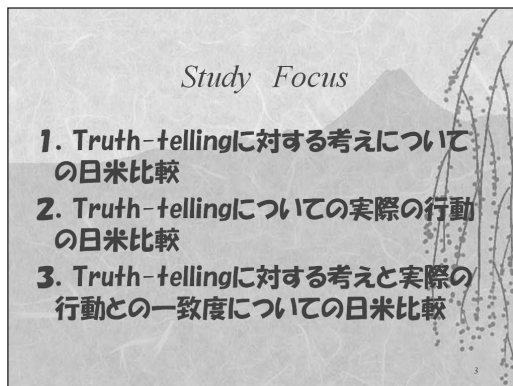 Study Focus
1. Truth-tellingに対する考えについて
の日米比較
2. Truth-tellingについての実際の行動
の日米比較
3. Truth-tellingに対する考えと実際の
行動との一致度についての日米比較
3